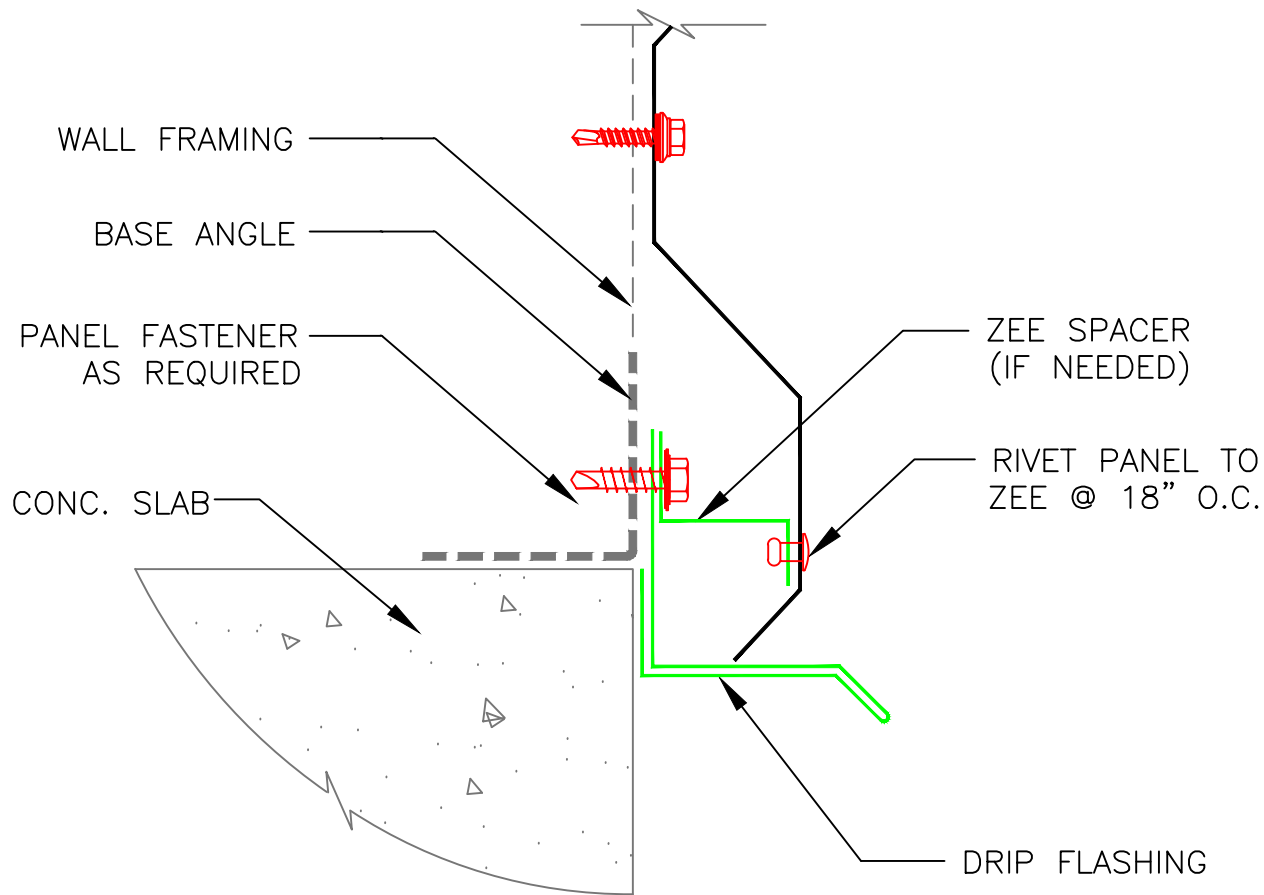 WALL FRAMING
BASE ANGLE
PANEL FASTENER
AS REQUIRED
CONC. SLAB
ZEE SPACER
(IF NEEDED)
RIVET PANEL TO
ZEE @ 18” O.C.
DRIP FLASHING